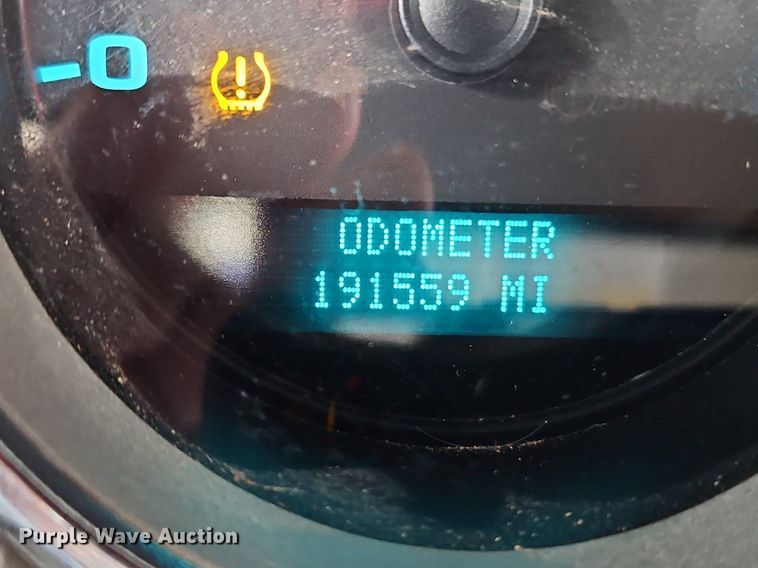 -0
ODOMETER
191559 MI
Purple Wave Auction®